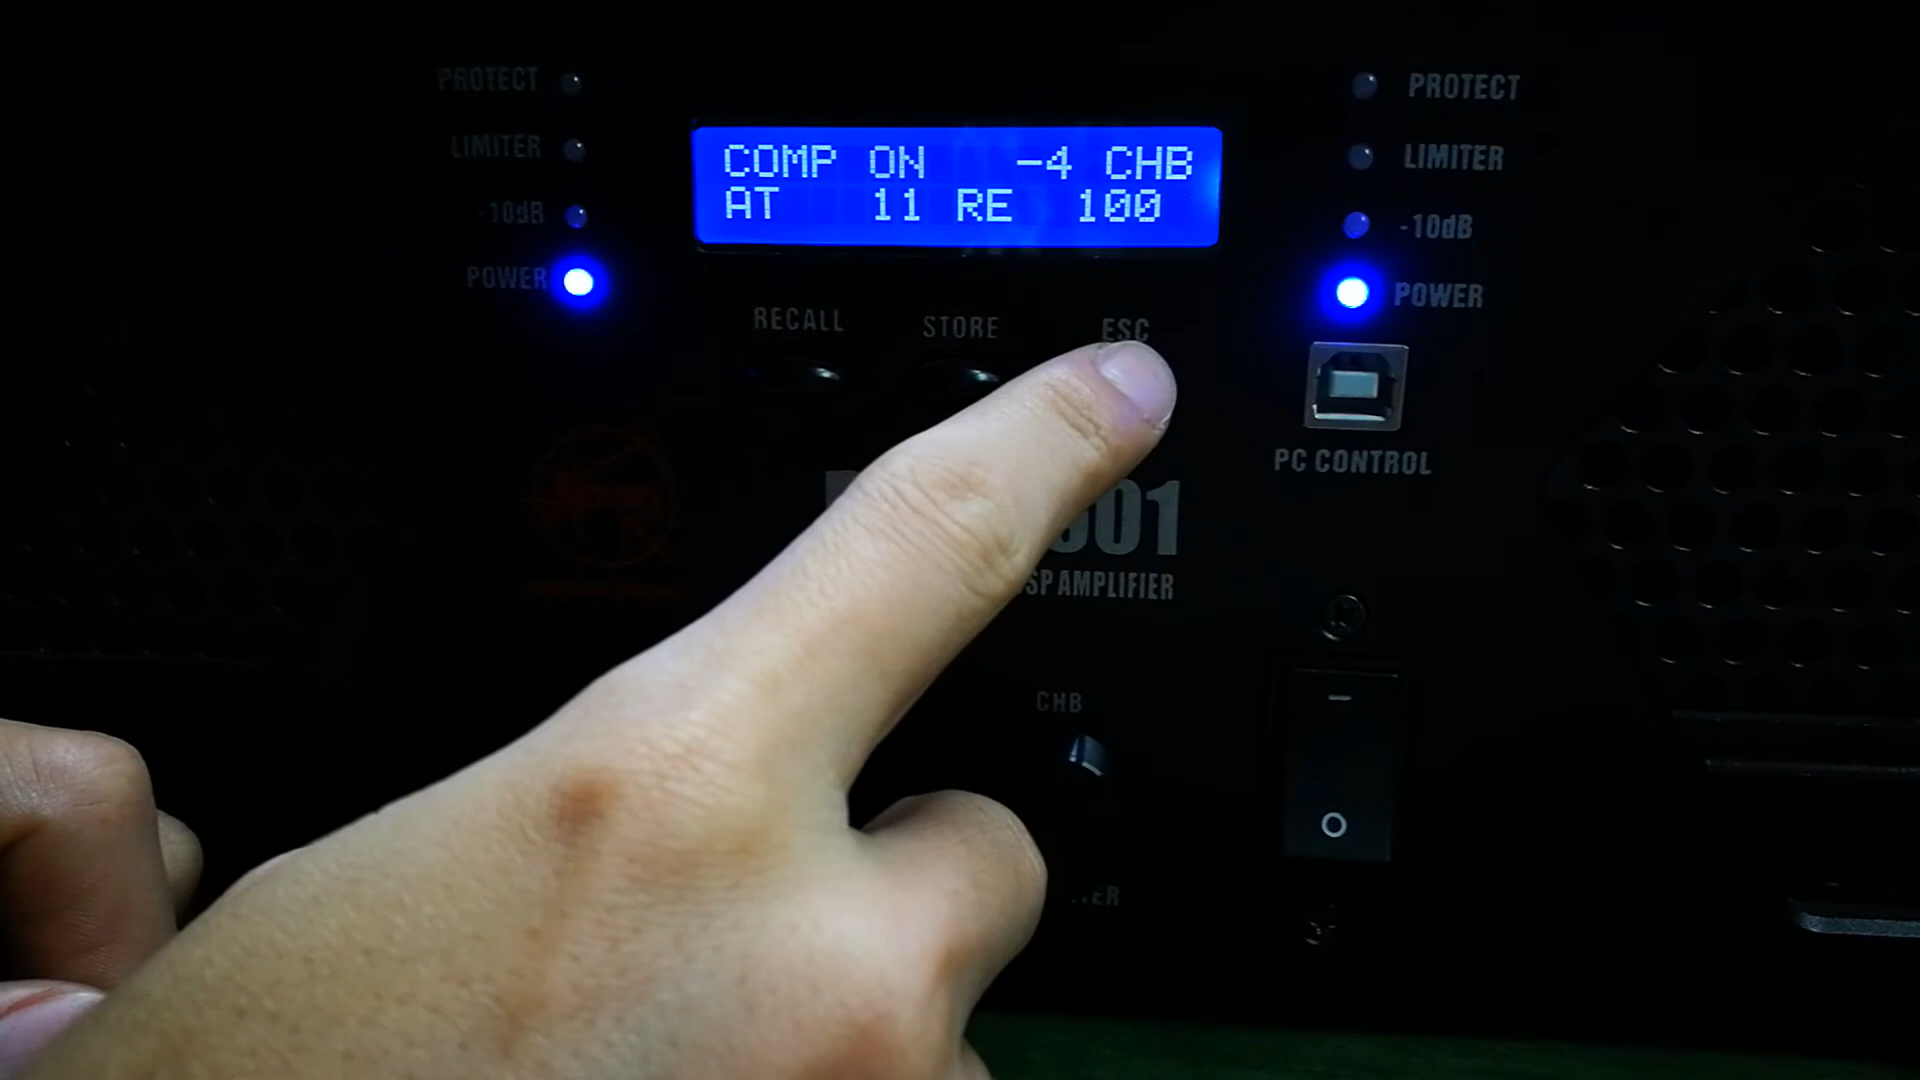 PROTECT
LIMITER
-10dB
POWER
COMP ON -4 CHB
AT 11 RE 100
PROTECT
LIMITER
-10dB
POWER
RECALL
STORE
ESC
PC CONTROL
AMPLIFIER
CHB